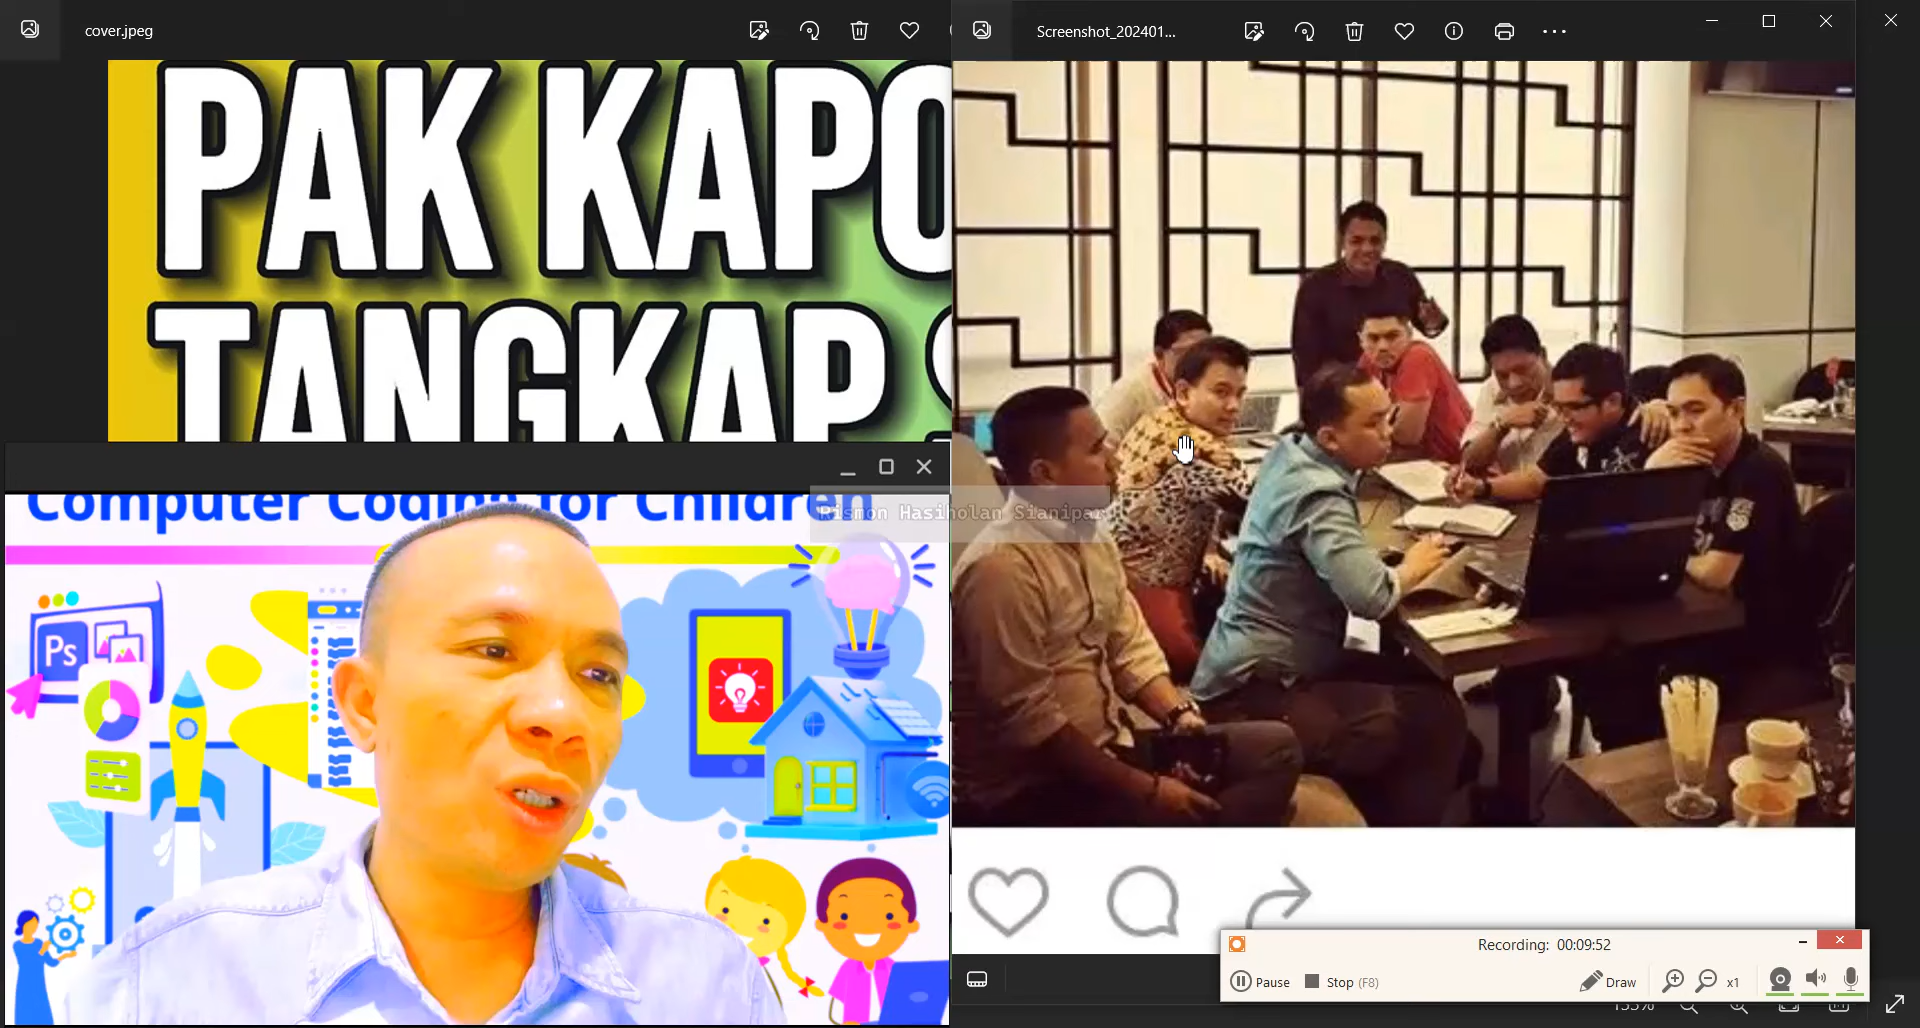 cover.jpeg
Screenshot_202401...
PAK KAPO
TANGKAP
Computer Coding for Children
Rismon Hasiholan Sianipar
Ps
Recording: 00:09:52
Pause
Stop (F8)
Draw
x1